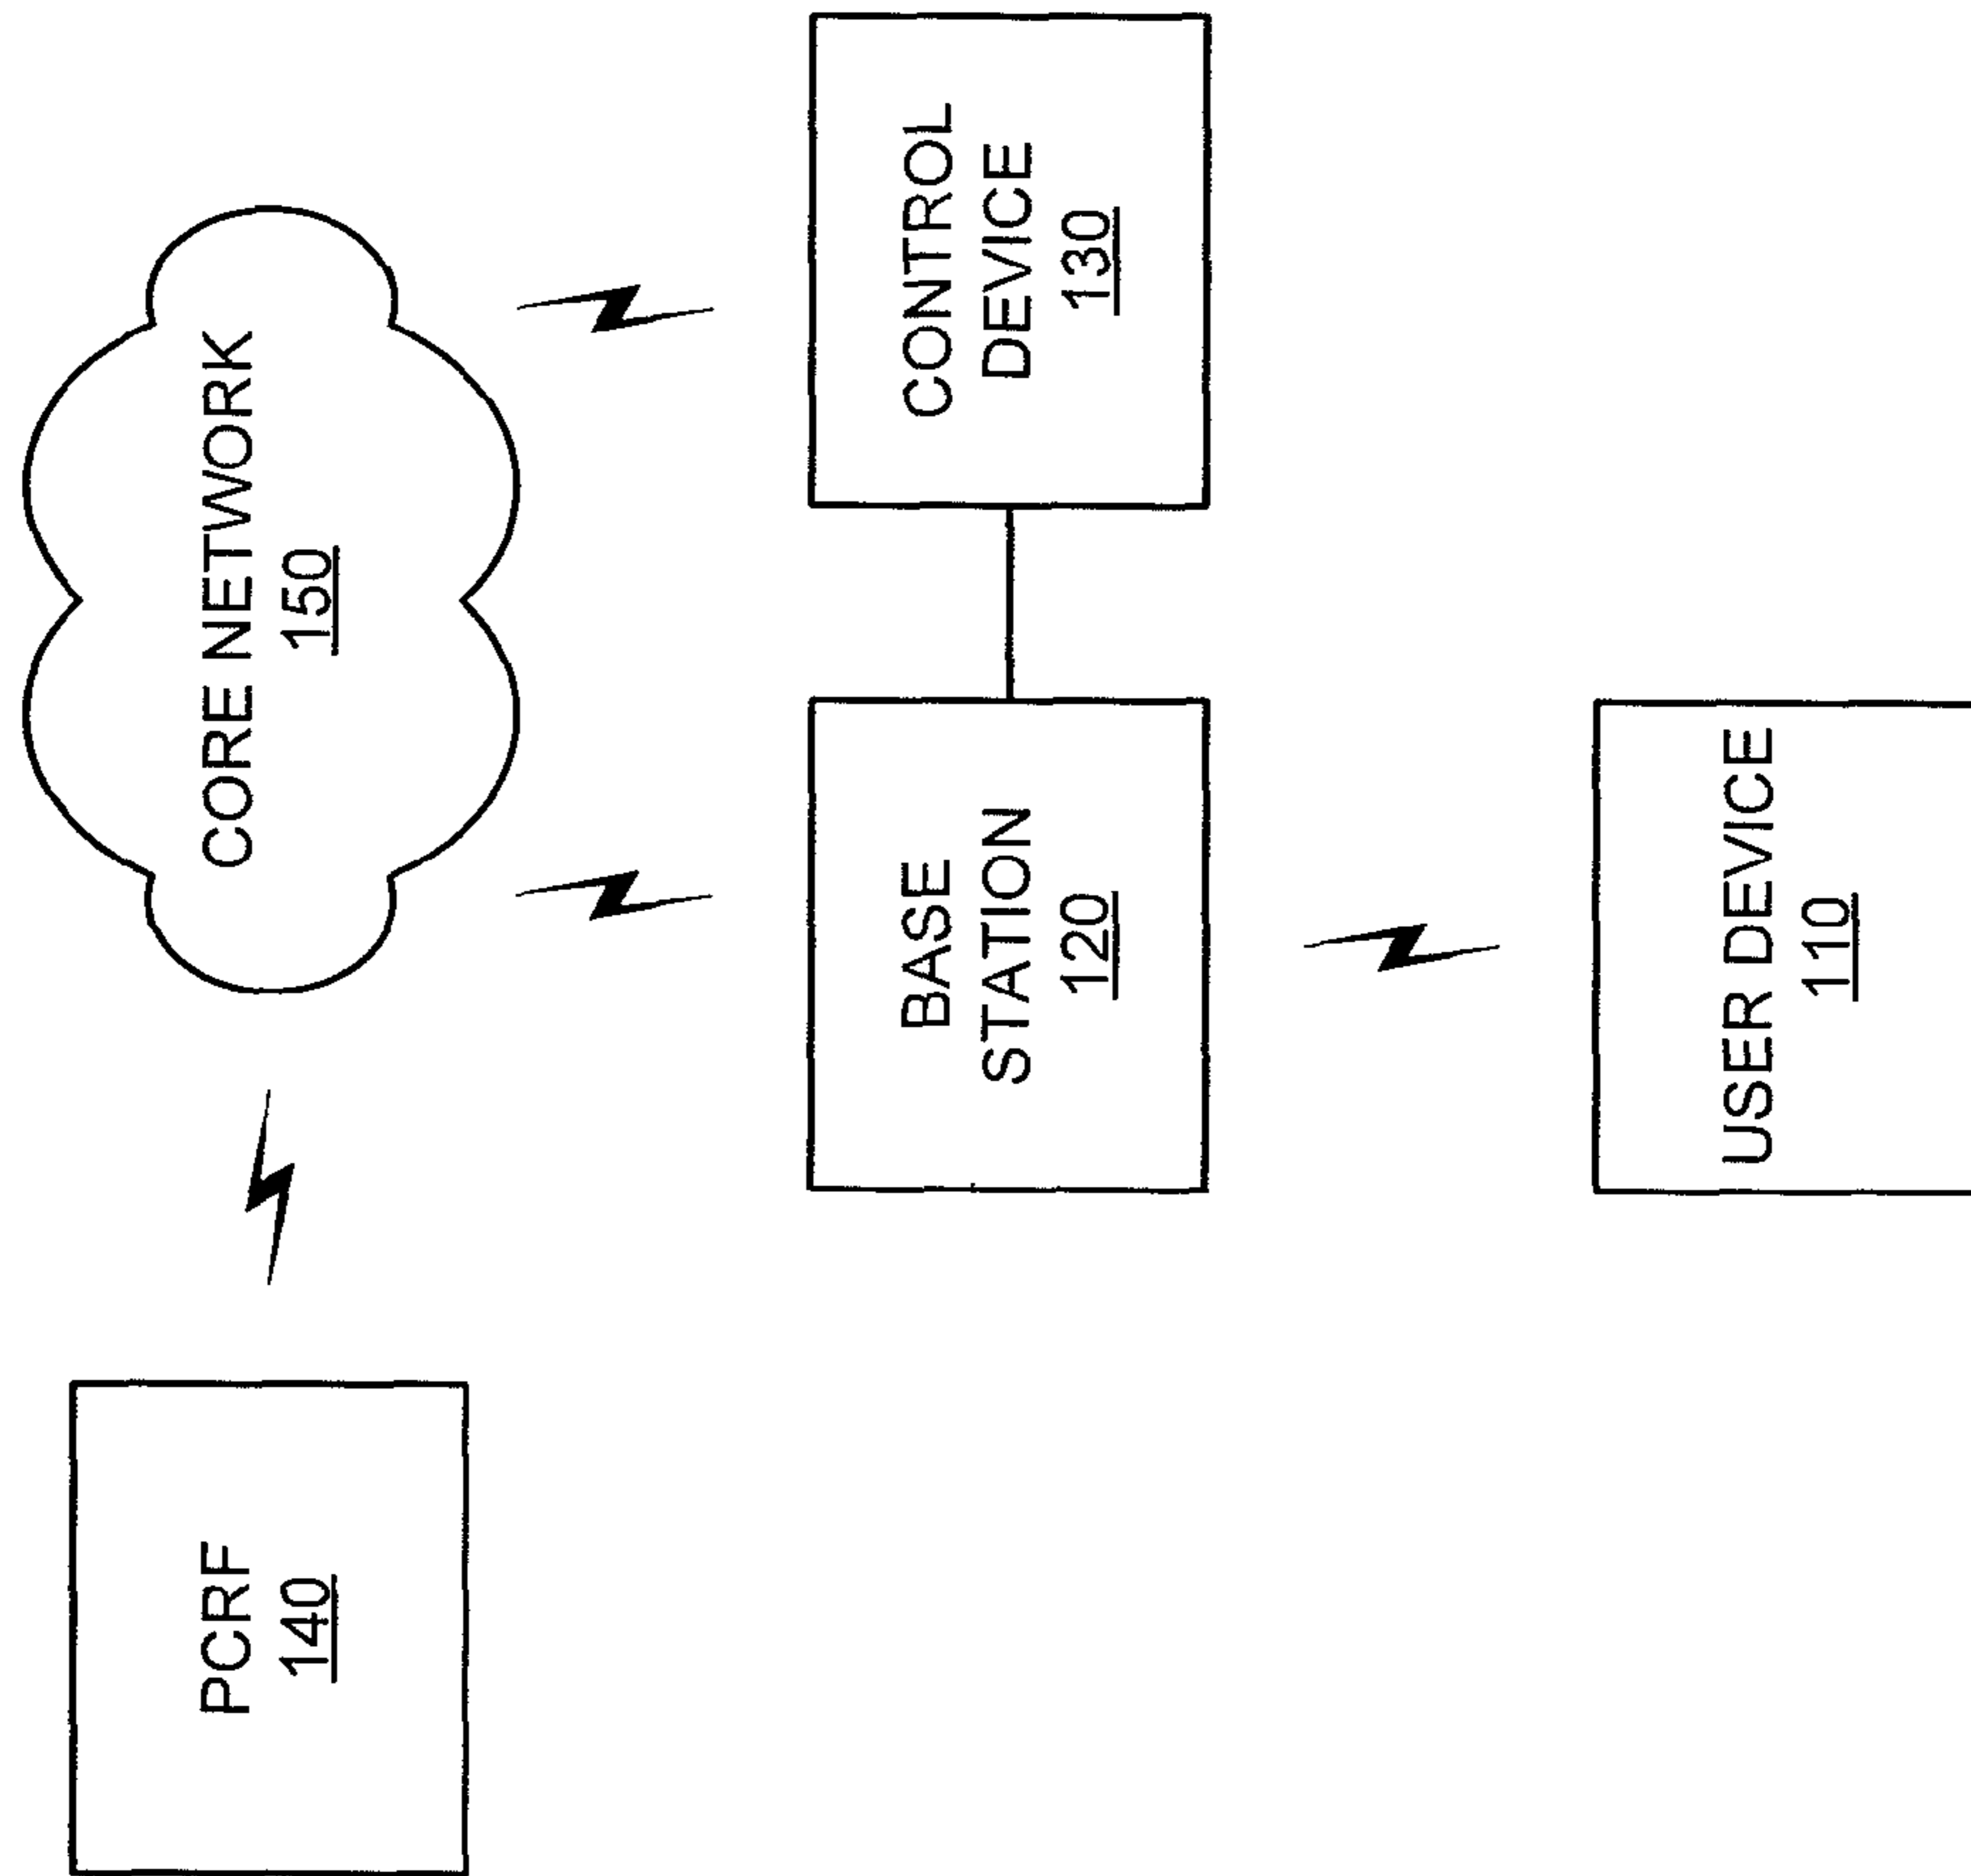 PCRF
140
CORE NETWORK
150
BASE
STATION
120
CONTROL
DEVICE
130
USER DEVICE
110